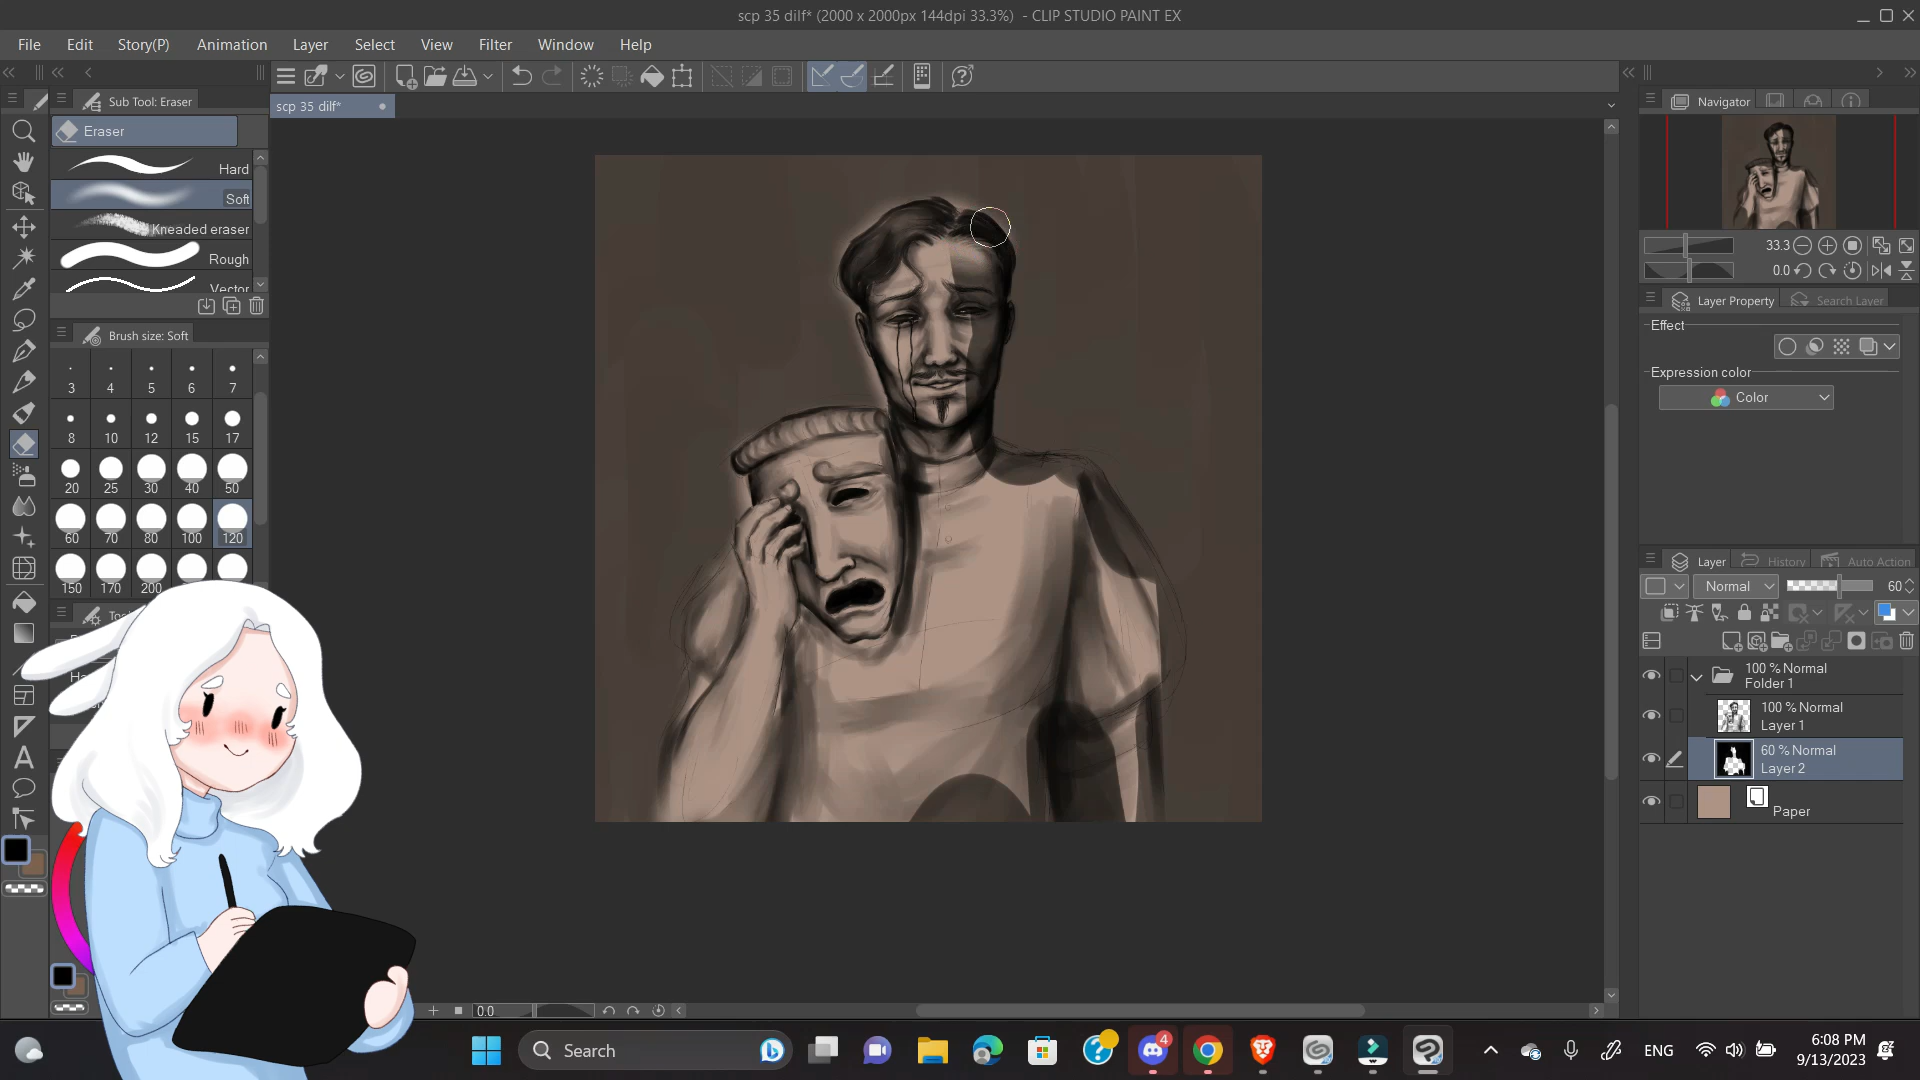 scp 35 dilf* (2000 x 2000px 144dpi 33.3%) - CLIP STUDIO PAINT EX
File Edit Story(P) Animation Layer Select View Filter Window Help
Sub Tool: Eraser
scp 35 dilf*
Navigator
Eraser
Hard
Soft
Kneaded eraser
Rough
Vector
33.3
0.0
Layer Property Search Layer
Effect
Brush size: Soft
Expression color
Color
3 4 5 6 7
8 10 12 15 17
20 25 30 40 50
60 70 80 100 120
150 170 200
Layer History Auto Action
Normal 60
100 % Normal
Folder 1
100 % Normal
Layer 1
60 % Normal
Layer 2
Paper
A
0.0
Search
4
ENG
6:08 PM
9/13/2023